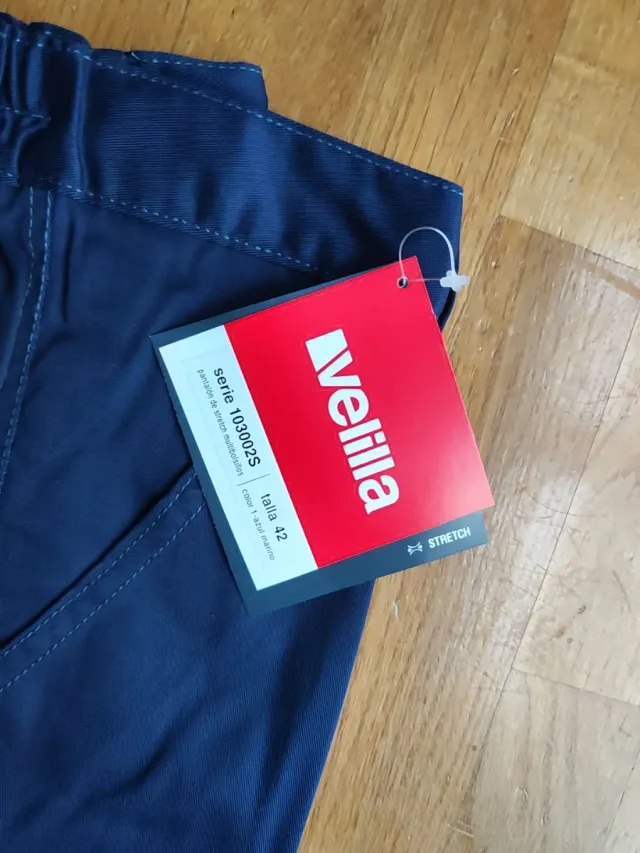 velilla
serie 103002S
talla 42
pantalón de stretch multibolsillos
color 1-azul marino
STRETCH